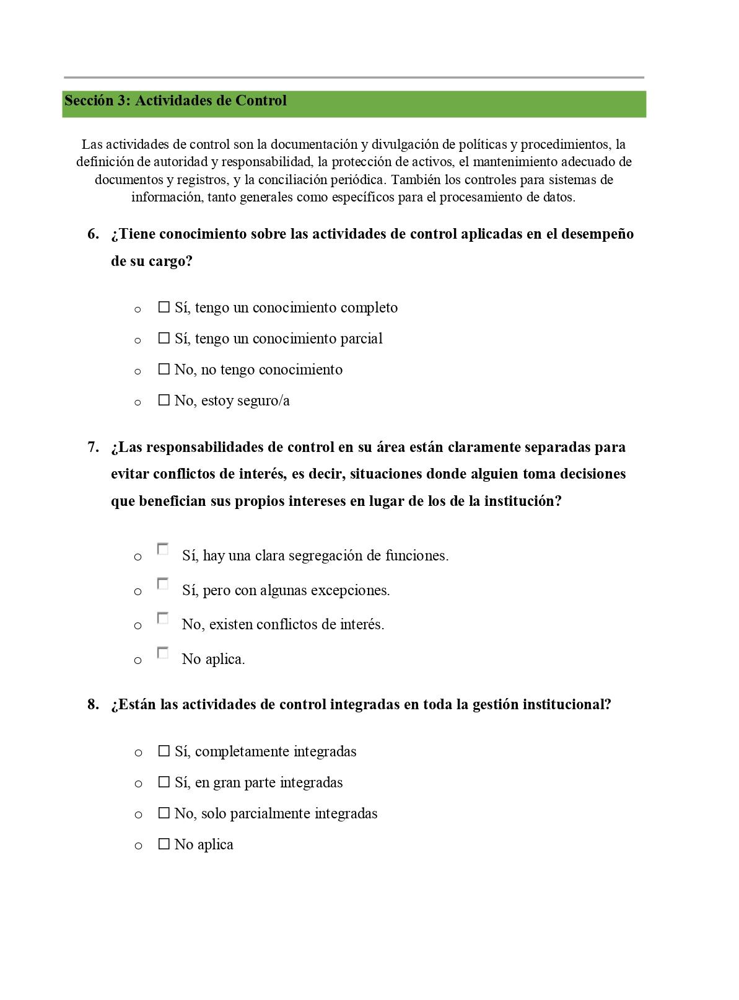 Sección 3: Actividades de Control
Las actividades de control son la documentación y divulgación de políticas y procedimientos, la
definición de autoridad y responsabilidad, la protección de activos, el mantenimiento adecuado de
documentos y registros, y la conciliación periódica. También los controles para sistemas de
información, tanto generales como específicos para el procesamiento de datos.
6. ¿Tiene conocimiento sobre las actividades de control aplicadas en el desempeño
de su cargo?
o ☐ Sí, tengo un conocimiento completo
o ☐ Sí, tengo un conocimiento parcial
o ☐ No, no tengo conocimiento
o ☐ No, estoy seguro/a
7. ¿Las responsabilidades de control en su área están claramente separadas para
evitar conflictos de interés, es decir, situaciones donde alguien toma decisiones
que benefician sus propios intereses en lugar de los de la institución?
o ☐ Sí, hay una clara segregación de funciones.
o ☐ Sí, pero con algunas excepciones.
o ☐ No, existen conflictos de interés.
o ☐ No aplica.
8. ¿Están las actividades de control integradas en toda la gestión institucional?
o ☐ Sí, completamente integradas
o ☐ Sí, en gran parte integradas
o ☐ No, solo parcialmente integradas
o ☐ No aplica